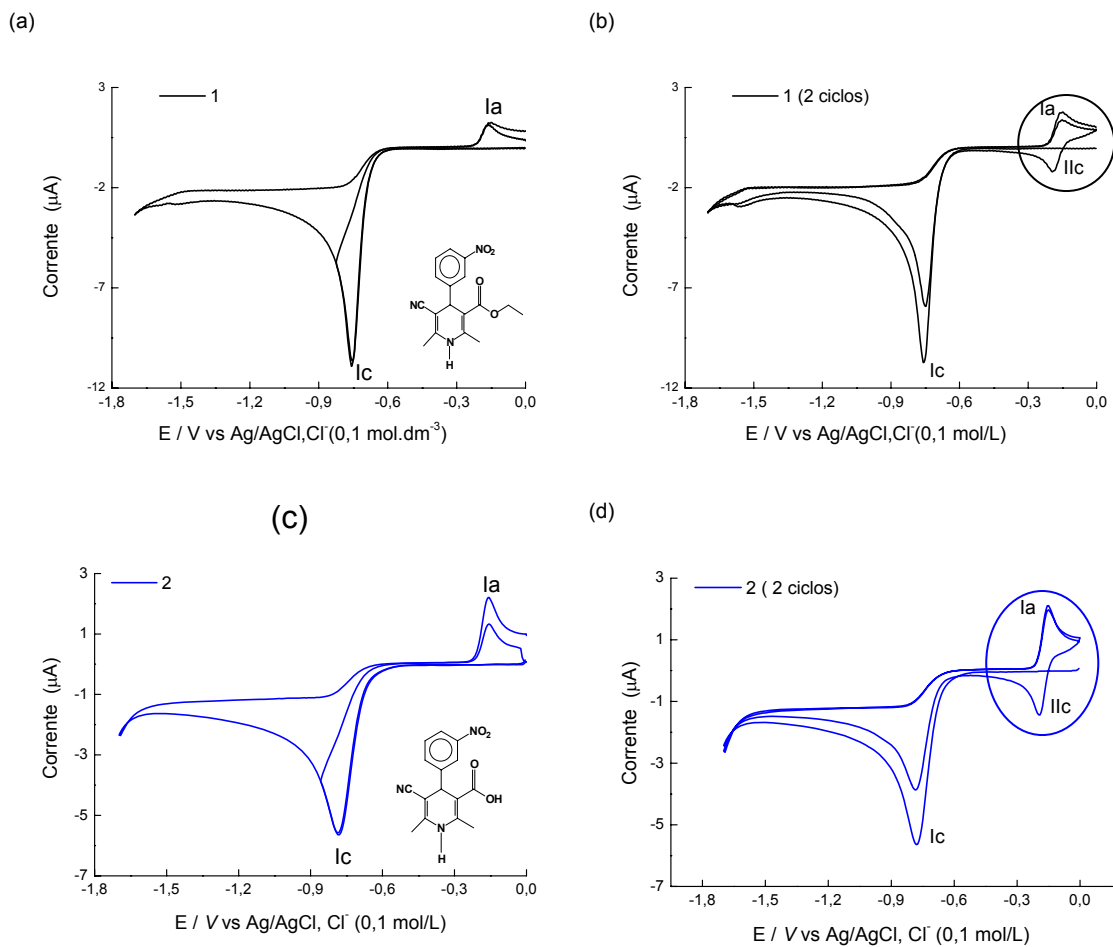 (a)
3
-2
-7
-12
Corrente (µA)
1
Ia
Ic
NO₂
NC
O
O
N
H
-1,8 -1,5 -1,2 -0,9 -0,6 -0,3 0,0
E / V vs Ag/AgCl,Cl⁻(0,1 mol.dm⁻³)
(b)
3
-2
-7
-12
Corrente (µA)
1 (2 ciclos)
Ia
IIc
Ic
-1,8 -1,5 -1,2 -0,9 -0,6 -0,3 0,0
E / V vs Ag/AgCl,Cl⁻(0,1 mol/L)
(c)
3
1
-1
-3
-5
-7
Corrente (µA)
2
Ia
Ic
NO₂
NC
O
OH
N
H
-1,8 -1,5 -1,2 -0,9 -0,6 -0,3 0,0
E / V vs Ag/AgCl, Cl⁻ (0,1 mol/L)
(d)
3
1
-1
-3
-5
-7
Corrente (µA)
2 ( 2 ciclos)
Ia
IIc
Ic
-1,8 -1,5 -1,2 -0,9 -0,6 -0,3 0,0
E / V vs Ag/AgCl, Cl⁻ (0,1 mol/L)